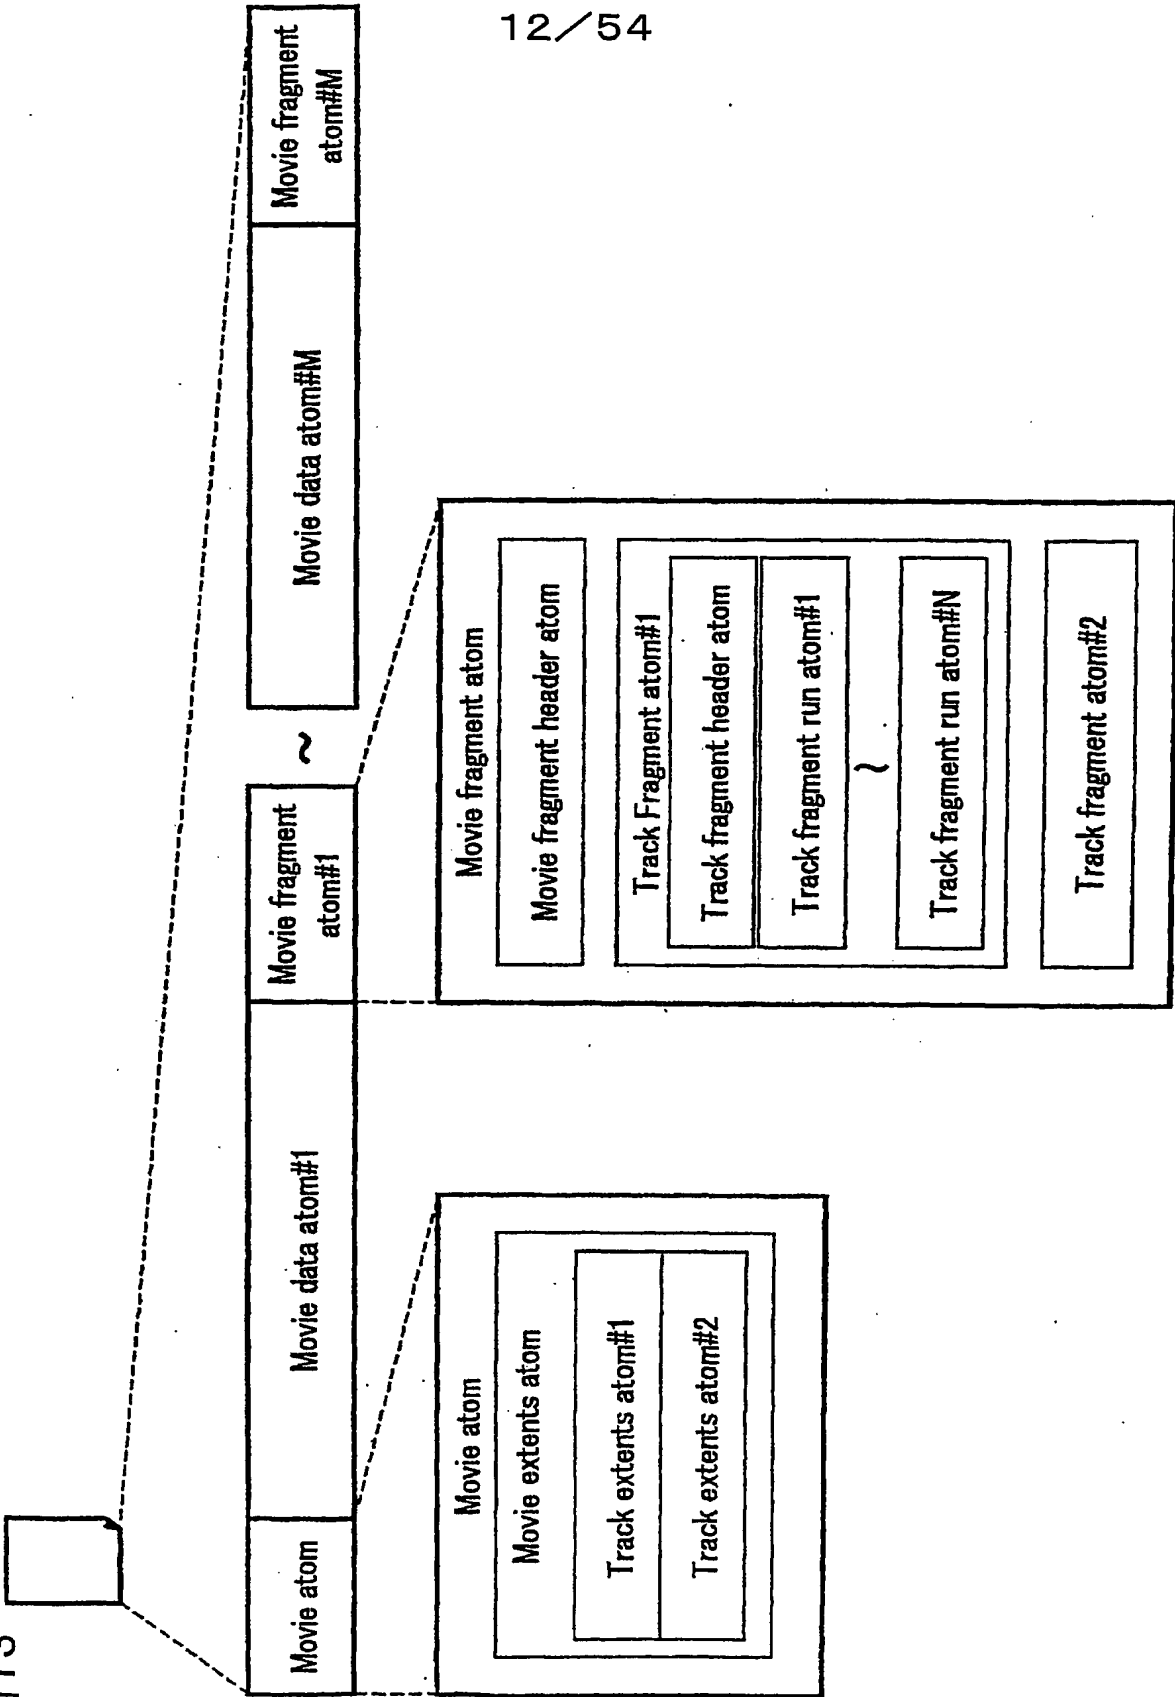 12/54
Movie atom
Movie data atom#1
Movie fragment
atom#1
~
Movie data atom#M
Movie fragment
atom#M
Movie atom
Movie extents atom
Track extents atom#1
Track extents atom#2
Movie fragment atom
Movie fragment header atom
Track Fragment atom#1
Track fragment header atom
Track fragment run atom#1
~
Track fragment run atom#N
Track fragment atom#2